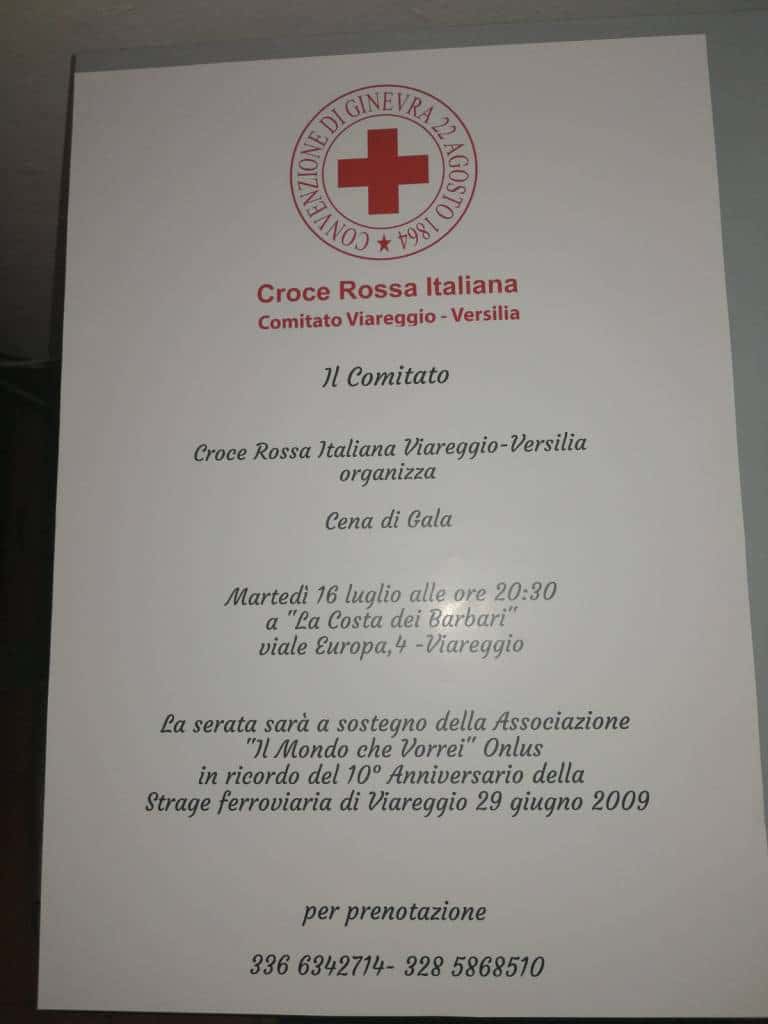 CONVENZIONE DI GINEVRA 22 AGOSTO 1864
Croce Rossa Italiana
Comitato Viareggio - Versilia
Il Comitato
Croce Rossa Italiana Viareggio-Versilia
organizza
Cena di Gala
Martedì 16 luglio alle ore 20:30
a "La Costa dei Barbari"
viale Europa,4 -Viareggio
La serata sarà a sostegno della Associazione
"Il Mondo che Vorrei" Onlus
in ricordo del 10° Anniversario della
Strage ferroviaria di Viareggio 29 giugno 2009
per prenotazione
336 6342714- 328 5868510